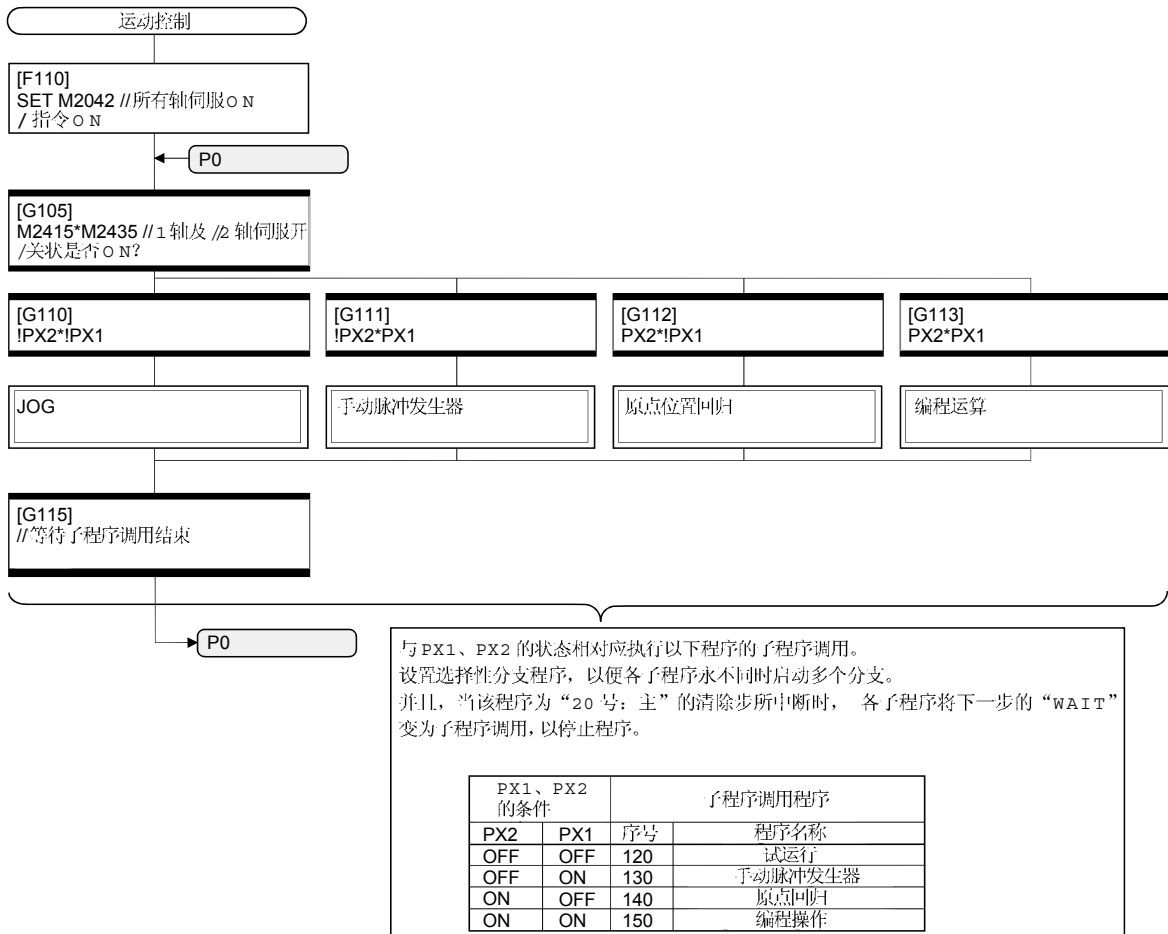 运动控制
[F110]
SET M2042 //所有轴伺服ON
/ 指令ON
P0
[G105]
M2415*M2435 //1轴及 //2轴伺服开
/关状是否ON?
[G110]
!PX2*!PX1
[G111]
!PX2*PX1
[G112]
PX2*!PX1
[G113]
PX2*PX1
JOG
手动脉冲发生器
原点位置回归
编程运算
[G115]
//等待子程序调用结束
P0
与PX1、PX2的状态相对应执行以下程序的子程序调用。
设置选择性分支程序，以便各子程序永不同时启动多个分支。
并且，当该程序为“20号：主”的清除步所中断时， 各子程序将下一步的“WAIT”
变为子程序调用,以停止程序。
PX1、PX2
的条件
子程序调用程序
PX2 PX1 序号 程序名称
OFF OFF 120 试运行
OFF ON 130 手动脉冲发生器
ON OFF 140 原点回归
ON ON 150 编程操作